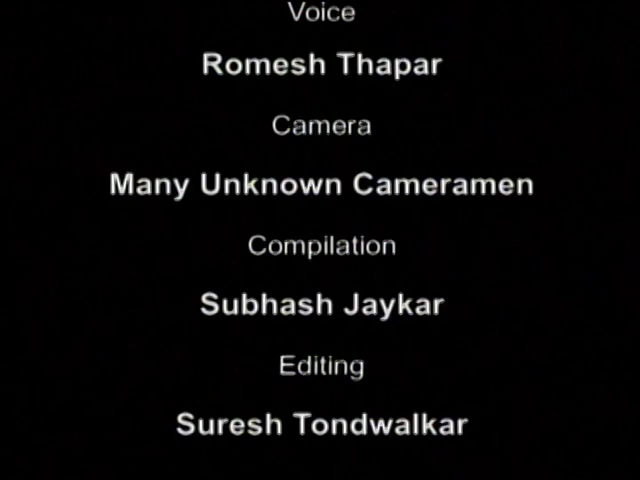 Voice
Romesh Thapar
Camera
Many Unknown Cameramen
Compilation
Subhash Jaykar
Editing
Suresh Tondwalkar